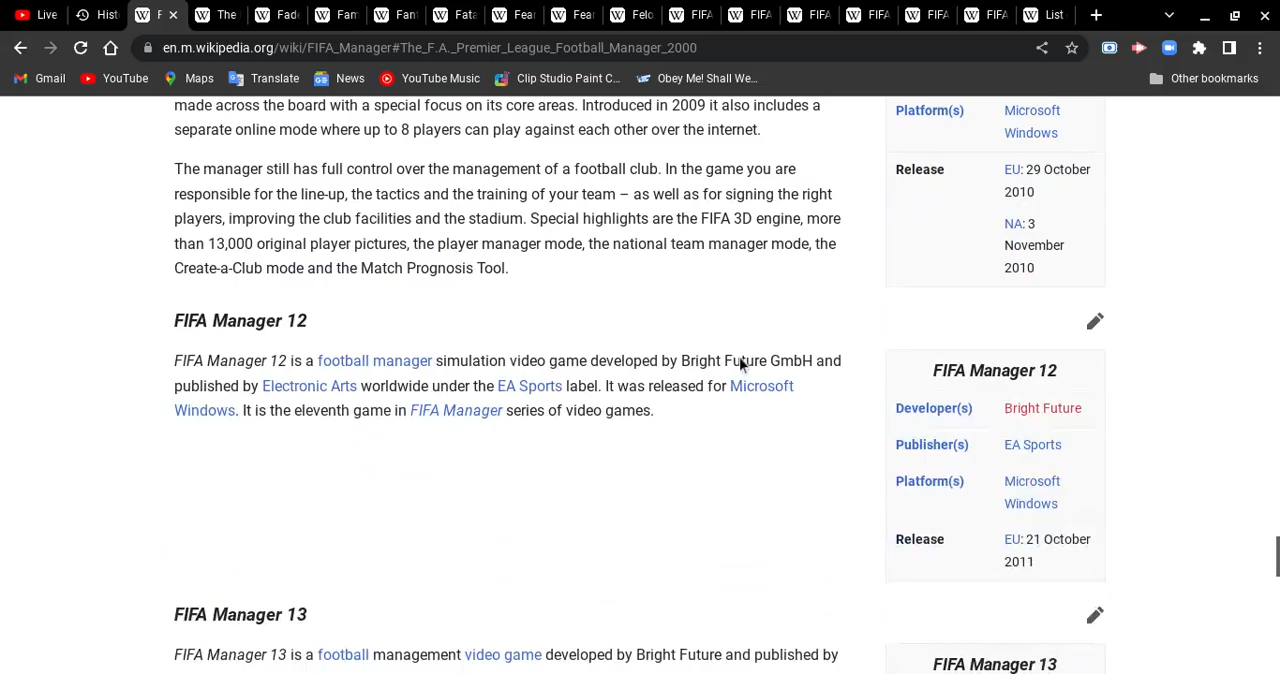 Live
Histo
F
The
Fade
Fam
Fant
Fata
Fear
Fear
Felo
FIFA
FIFA
FIFA
FIFA
FIFA
FIFA
List
en.m.wikipedia.org/wiki/FIFA_Manager#The_F.A._Premier_League_Football_Manager_2000
Gmail
YouTube
Maps
Translate
News
YouTube Music
Clip Studio Paint C...
Obey Me! Shall We...
Other bookmarks
made across the board with a special focus on its core areas. Introduced in 2009 it also includes a
separate online mode where up to 8 players can play against each other over the internet.
The manager still has full control over the management of a football club. In the game you are
responsible for the line-up, the tactics and the training of your team – as well as for signing the right
players, improving the club facilities and the stadium. Special highlights are the FIFA 3D engine, more
than 13,000 original player pictures, the player manager mode, the national team manager mode, the
Create-a-Club mode and the Match Prognosis Tool.
Platform(s) Microsoft
Windows
Release EU: 29 October
2010
NA: 3
November
2010
FIFA Manager 12
FIFA Manager 12 is a football manager simulation video game developed by Bright Future GmbH and
published by Electronic Arts worldwide under the EA Sports label. It was released for Microsoft
Windows. It is the eleventh game in FIFA Manager series of video games.
FIFA Manager 12
Developer(s) Bright Future
Publisher(s) EA Sports
Platform(s) Microsoft
Windows
Release EU: 21 October
2011
FIFA Manager 13
FIFA Manager 13 is a football management video game developed by Bright Future and published by
FIFA Manager 13